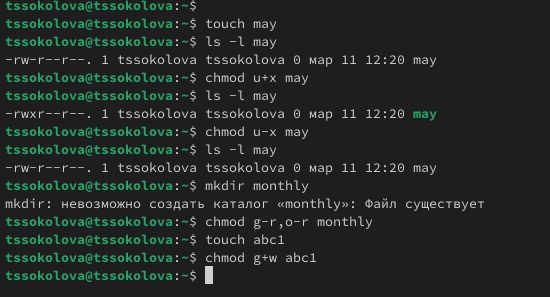 tssokolova@tssokolova:~$
tssokolova@tssokolova:~$ touch may
tssokolova@tssokolova:~$ ls -l may
-rw-r--r--. 1 tssokolova tssokolova 0 мар 11 12:20 may
tssokolova@tssokolova:~$ chmod u+x may
tssokolova@tssokolova:~$ ls -l may
-rwxr--r--. 1 tssokolova tssokolova 0 мар 11 12:20 may
tssokolova@tssokolova:~$ chmod u-x may
tssokolova@tssokolova:~$ ls -l may
-rw-r--r--. 1 tssokolova tssokolova 0 мар 11 12:20 may
tssokolova@tssokolova:~$ mkdir monthly
mkdir: невозможно создать каталог «monthly»: Файл существует
tssokolova@tssokolova:~$ chmod g-r,o-r monthly
tssokolova@tssokolova:~$ touch abc1
tssokolova@tssokolova:~$ chmod g+w abc1
tssokolova@tssokolova:~$